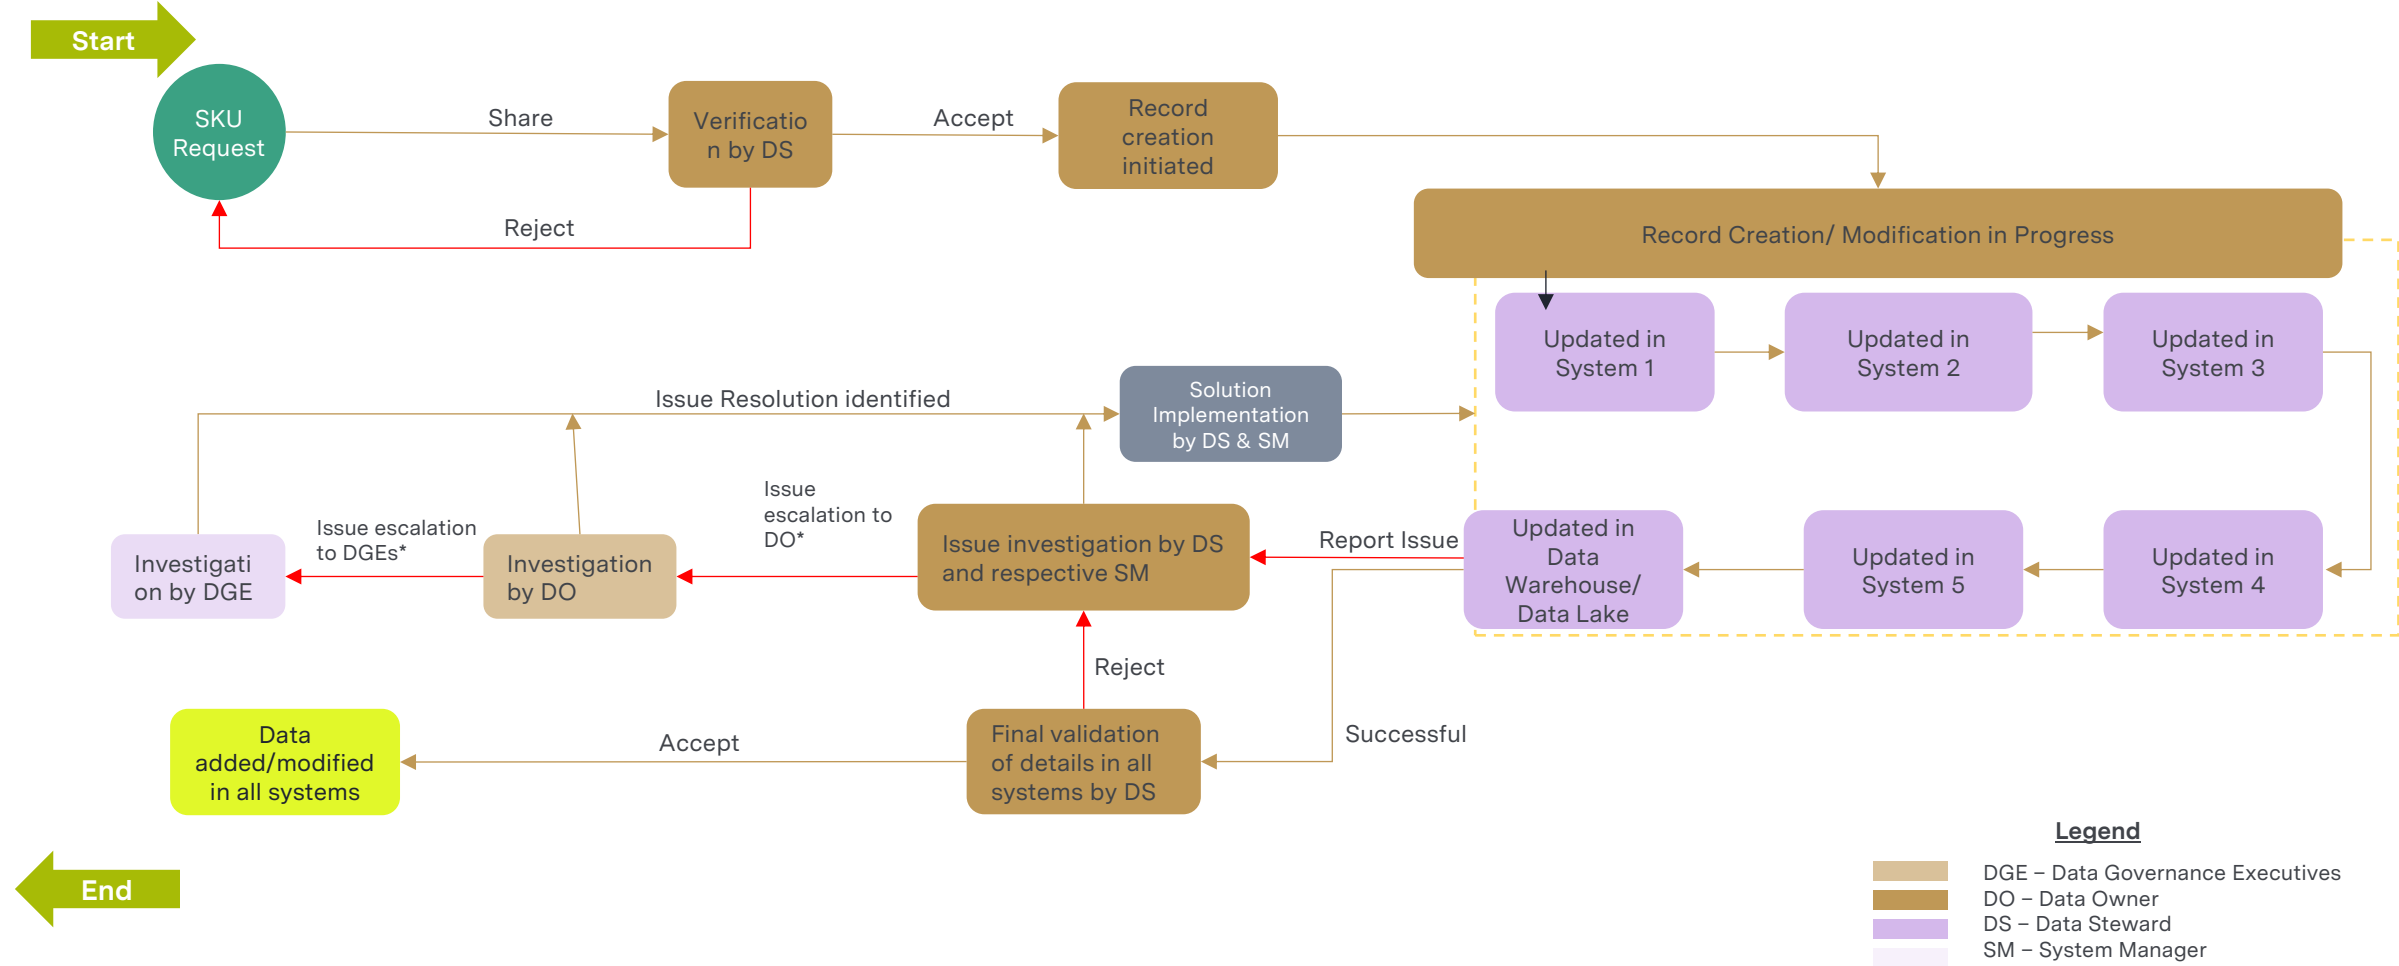 Start
SKU
Request
Share
Verificatio
n by DS
Accept
Record
creation
initiated
Reject
Record Creation/ Modification in Progress
Updated in
System 1
Updated in
System 2
Updated in
System 3
Issue Resolution identified
Solution
Implementation
by DS & SM
Issue
escalation to
DO*
Issue escalation
to DGEs*
Investigati
on by DGE
Investigation
by DO
Issue investigation by DS
and respective SM
Report Issue
Updated in
Data
Warehouse/
Data Lake
Updated in
System 5
Updated in
System 4
Reject
Data
added/modified
in all systems
Accept
Final validation
of details in all
systems by DS
Successful
End
Legend
DGE – Data Governance Executives
DO – Data Owner
DS – Data Steward
SM – System Manager